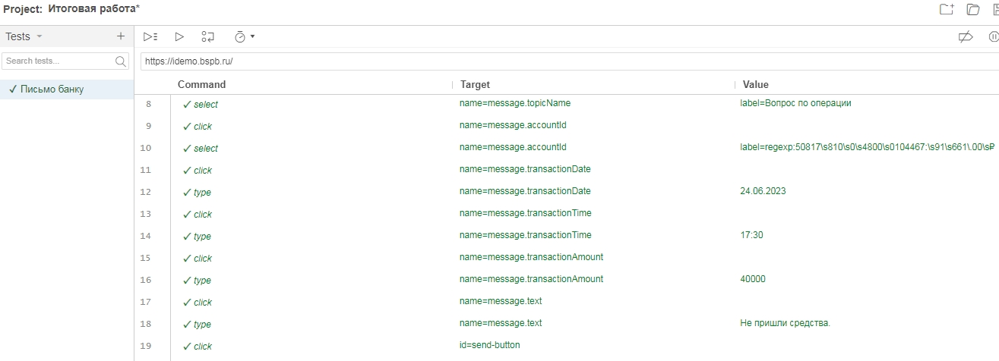 Project: Итоговая работа*
Tests
https://idemo.bspb.ru/
Search tests...
Command Target Value
✓ Письмо банку
8 ✓ select name=message.topicName label=Вопрос по операции
9 ✓ click name=message.accountId
10 ✓ select name=message.accountId label=regexp:50817\s810\s0\s4800\s0104467:\s91\s661\.00\s₽
11 ✓ click name=message.transactionDate
12 ✓ type name=message.transactionDate 24.06.2023
13 ✓ click name=message.transactionTime
14 ✓ type name=message.transactionTime 17:30
15 ✓ click name=message.transactionAmount
16 ✓ type name=message.transactionAmount 40000
17 ✓ click name=message.text
18 ✓ type name=message.text Не пришли средства.
19 ✓ click id=send-button